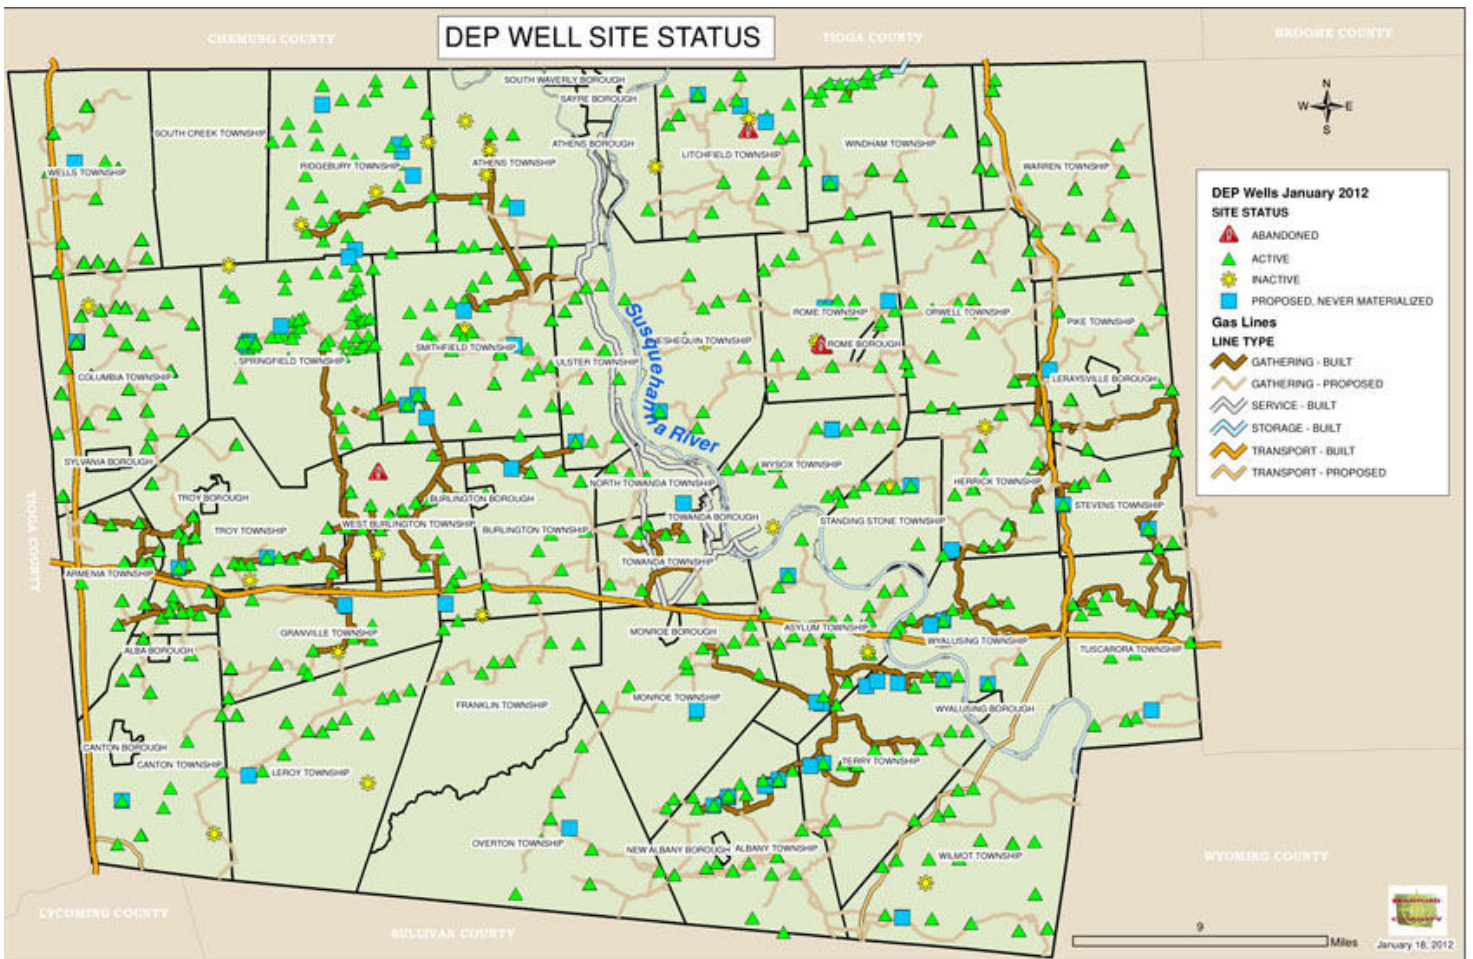 DEP WELL SITE STATUS
CHEMUNG COUNTY
TIOGA COUNTY
BROOME COUNTY
SOUTH WAVERLY BOROUGH
SAYRE BOROUGH
SOUTH CREEK TOWNSHIP
ATHENS BOROUGH
WINDHAM TOWNSHIP
LITCHFIELD TOWNSHIP
RIDGEBURY TOWNSHIP
ATHENS TOWNSHIP
WARREN TOWNSHIP
WELLS TOWNSHIP
N
W E
S
DEP Wells January 2012
SITE STATUS
ABANDONED
ACTIVE
INACTIVE
PROPOSED, NEVER MATERIALIZED
Gas Lines
LINE TYPE
GATHERING - BUILT
GATHERING - PROPOSED
SERVICE - BUILT
STORAGE - BUILT
TRANSPORT - BUILT
TRANSPORT - PROPOSED
ROME TOWNSHIP
ORWELL TOWNSHIP
PIKE TOWNSHIP
ESHEQUIN TOWNSHIP
ROME BOROUGH
SMITHFIELD TOWNSHIP
SPRINGFIELD TOWNSHIP
ULSTER TOWNSHIP
COLUMBIA TOWNSHIP
LERAYSVILLE BOROUGH
Susquehanna River
SYLVANIA BOROUGH
WYSOX TOWNSHIP
NORTH TOWANDA TOWNSHIP
HERRICK TOWNSHIP
TROY BOROUGH
BURLINGTON BOROUGH
STEVENS TOWNSHIP
TOWANDA BOROUGH
STANDING STONE TOWNSHIP
WEST BURLINGTON TOWNSHIP
TROY TOWNSHIP
BURLINGTON TOWNSHIP
TIOGA COUNTY
TOWANDA TOWNSHIP
ARMENIA TOWNSHIP
ASYLUM TOWNSHIP
GRANVILLE TOWNSHIP
MONROE BOROUGH
WYALUSING TOWNSHIP
ALBA BOROUGH
TUSCARORA TOWNSHIP
MONROE TOWNSHIP
FRANKLIN TOWNSHIP
WYALUSING BOROUGH
CANTON BOROUGH
CANTON TOWNSHIP
LEROY TOWNSHIP
TERRY TOWNSHIP
OVERTON TOWNSHIP
NEW ALBANY BOROUGH
ALBANY TOWNSHIP
WILMOT TOWNSHIP
WYOMING COUNTY
LYCOMING COUNTY
SULLIVAN COUNTY
9
Miles
BRADFORD
COUNTY
January 18, 2012